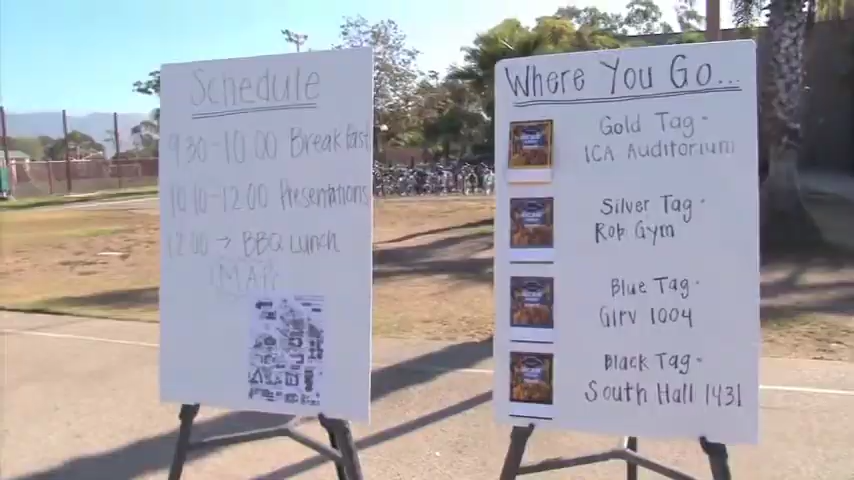 Schedule
9:30-10:00 Breakfast
10:10-12:00 Presentations
12:00 → BBQ Lunch
(MAP)
Where You Go...
Gold Tag-
ICA Auditorium
Silver Tag-
Rob Gym
Blue Tag-
Girv 1004
Black Tag-
South Hall 1431